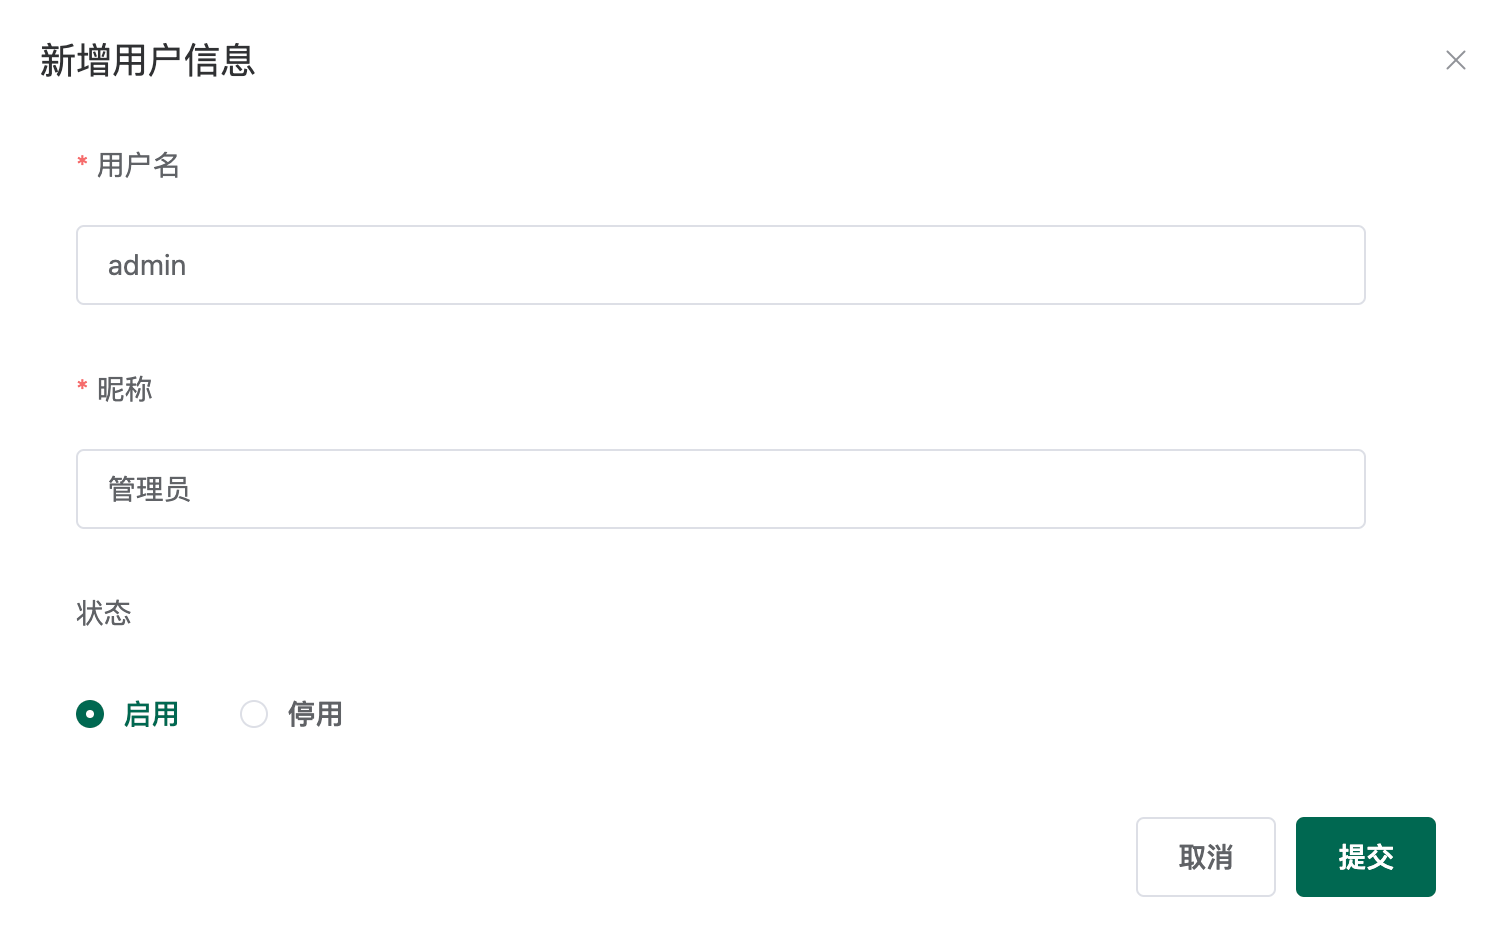 新增用户信息
* 用户名
admin
* 昵称
管理员
状态
启用 停用
取消 提交